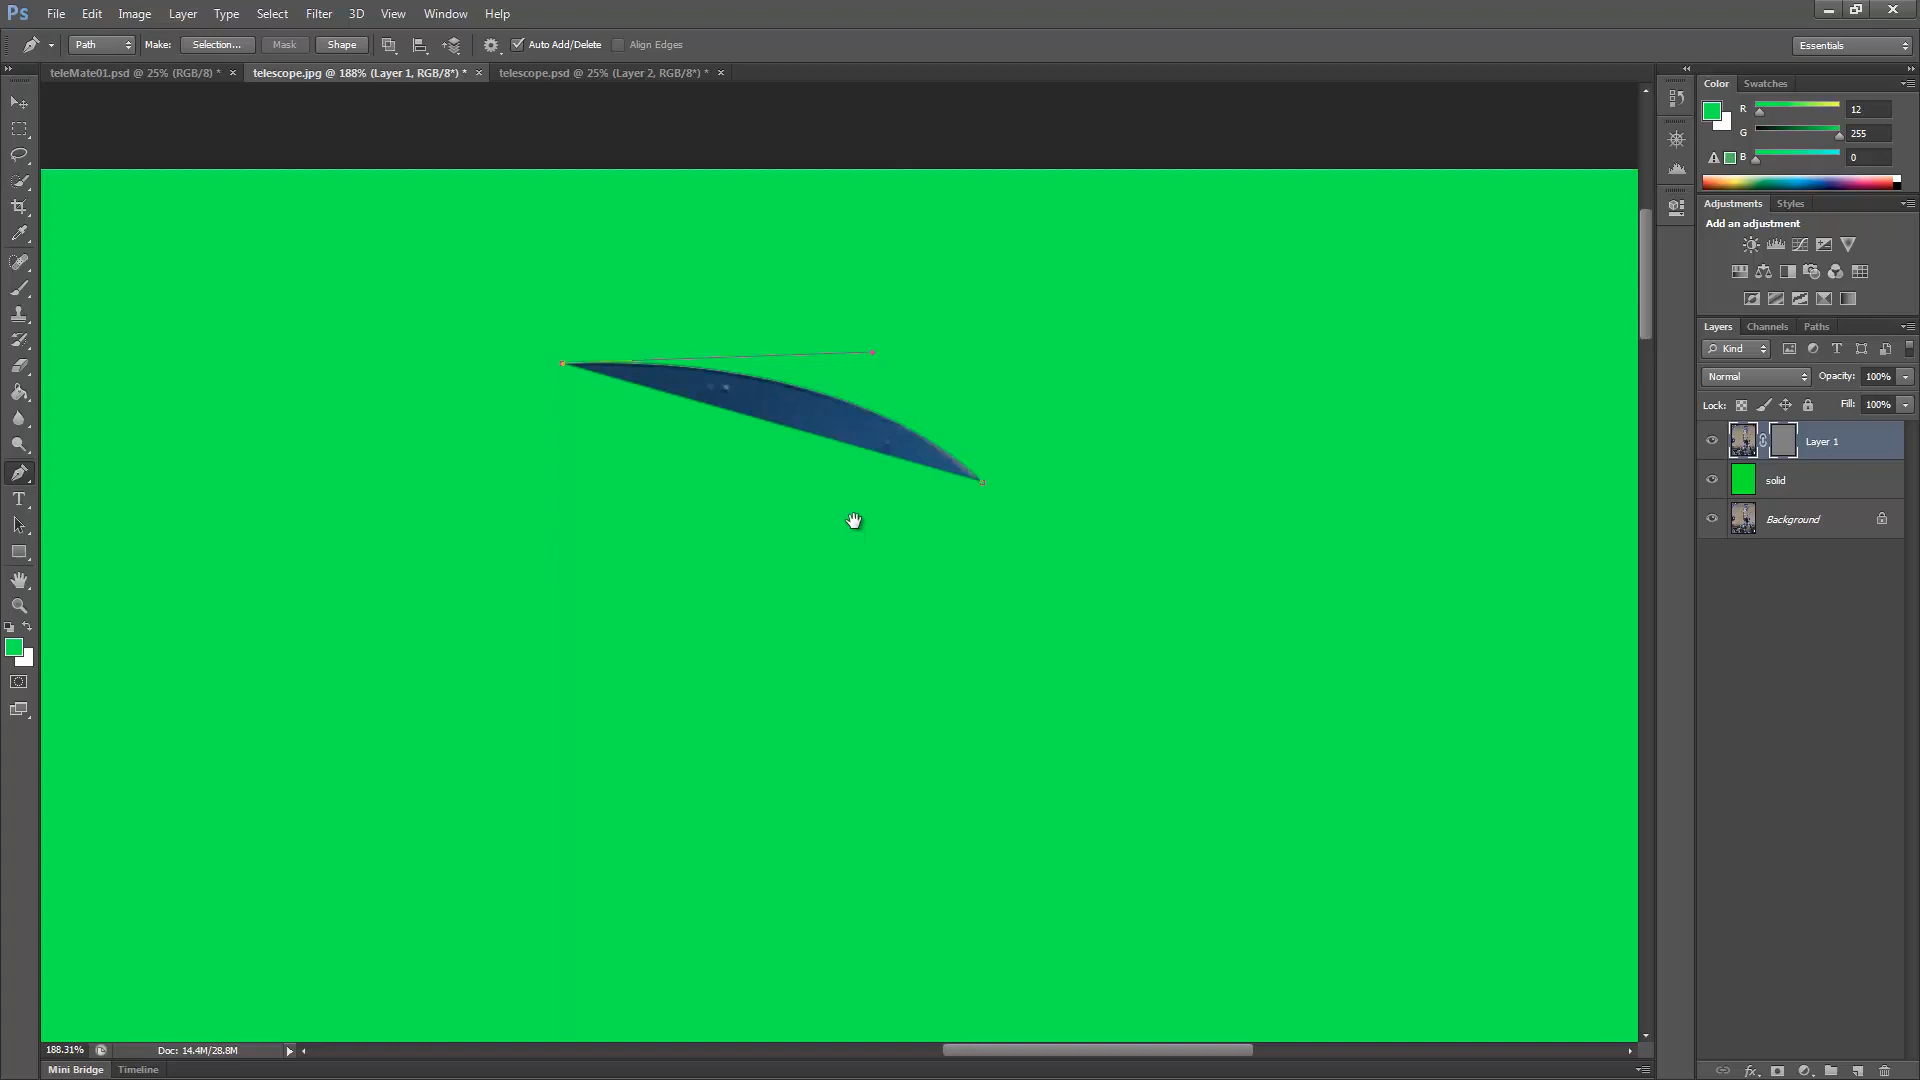 Ps File Edit Image Layer Type Select Filter 3D View Window Help
Path Make: Selection... Mask Shape Auto Add/Delete Align Edges Essentials
teleMate01.psd @ 25% (RGB/8) * telescope.jpg @ 188% (Layer 1, RGB/8*) * telescope.psd @ 25% (Layer 2, RGB/8*) *
Color Swatches
R 12
G 255
B 0
Adjustments Styles
Add an adjustment
Layers Channels Paths
Kind T
Normal Opacity: 100%
Lock: Fill: 100%
Layer 1
solid
Background
T
188.31% Doc: 14.4M/28.8M
fx
Mini Bridge Timeline